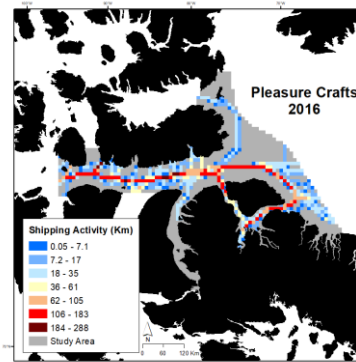 Pleasure Crafts
2016
Shipping Activity (Km)
0.05 - 7.1
7.2 - 17
18 - 35
36 - 61
62 - 105
106 - 183
184 - 288
Study Area
N
0
60
120 Km